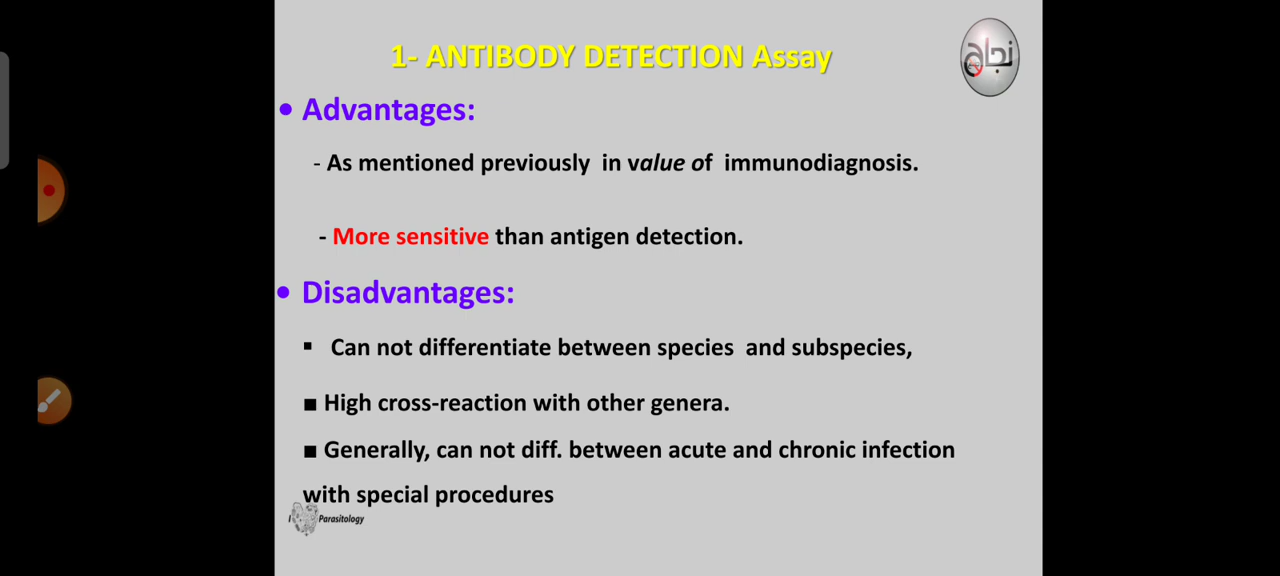 1- ANTIBODY DETECTION Assay
نجاح
• Advantages:
- As mentioned previously in value of immunodiagnosis.
- More sensitive than antigen detection.
• Disadvantages:
▪ Can not differentiate between species and subspecies,
■ High cross-reaction with other genera.
■ Generally, can not diff. between acute and chronic infection
with special procedures
I Parasitology